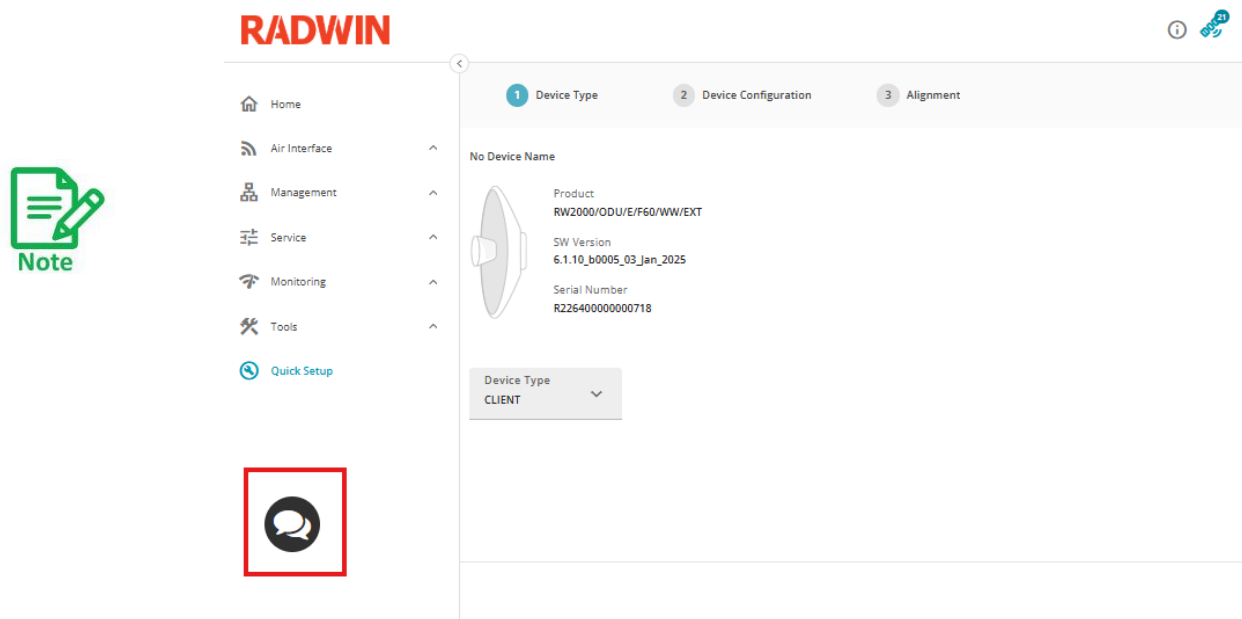 RADWIN
21
Home
Air Interface
Management
Service
Monitoring
Tools
Quick Setup
1 Device Type
2 Device Configuration
3 Alignment
No Device Name
Product
RW2000/ODU/E/F60/WW/EXT
SW Version
6.1.10_b0005_03_Jan_2025
Serial Number
R226400000000718
Device Type
CLIENT
Note